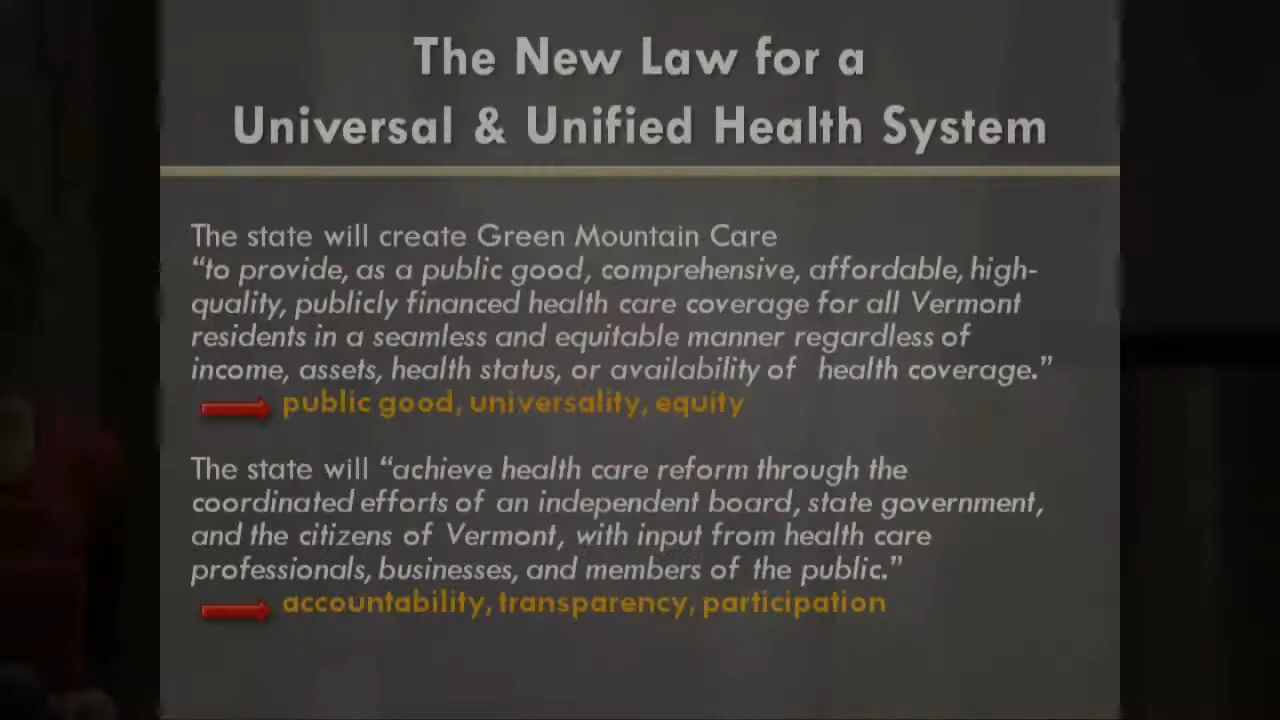 The New Law for a
Universal & Unified Health System
The state will create Green Mountain Care
“to provide, as a public good, comprehensive, affordable, high-
quality, publicly financed health care coverage for all Vermont
residents in a seamless and equitable manner regardless of
income, assets, health status, or availability of health coverage.”
public good, universality, equity
The state will “achieve health care reform through the
coordinated efforts of an independent board, state government,
and the citizens of Vermont, with input from health care
professionals, businesses, and members of the public.”
accountability, transparency, participation